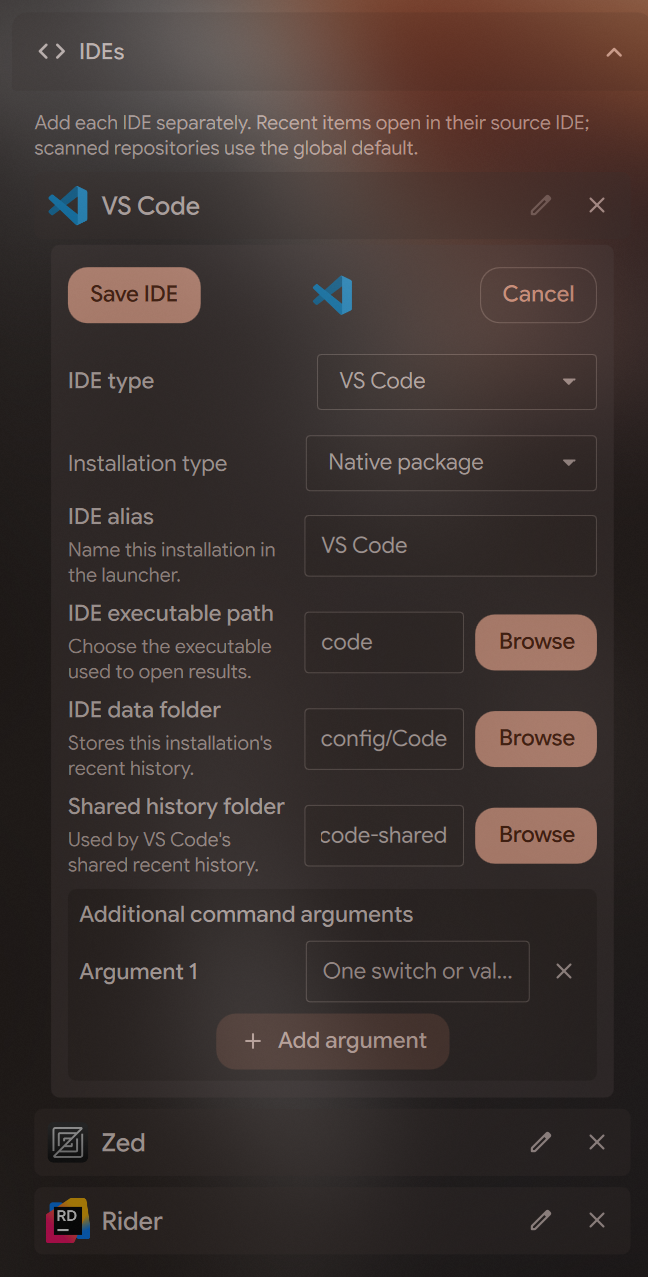 IDEs
Add each IDE separately. Recent items open in their source IDE;
scanned repositories use the global default.
VS Code
Save IDE
Cancel
IDE type
VS Code
Installation type
Native package
IDE alias
Name this installation in
the launcher.
VS Code
IDE executable path
Choose the executable
used to open results.
code
Browse
IDE data folder
Stores this installation's
recent history.
config/Code
Browse
Shared history folder
Used by VS Code's
shared recent history.
code-shared
Browse
Additional command arguments
Argument 1
One switch or val...
+ Add argument
Zed
RD
Rider